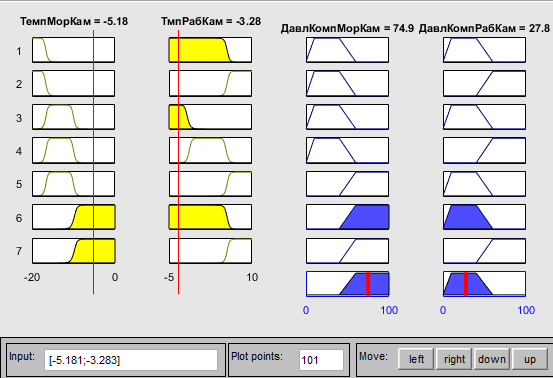 ТемпМорКам = -5.18 ТмпРабКам = -3.28 ДавлКомпМорКам = 74.9 ДавлКомпРабКам = 27.8
1
2
3
4
5
6
7
-20 0 -5 10
0 100 0 100
Input: [-5.181;-3.283] Plot points: 101 Move: left right down up